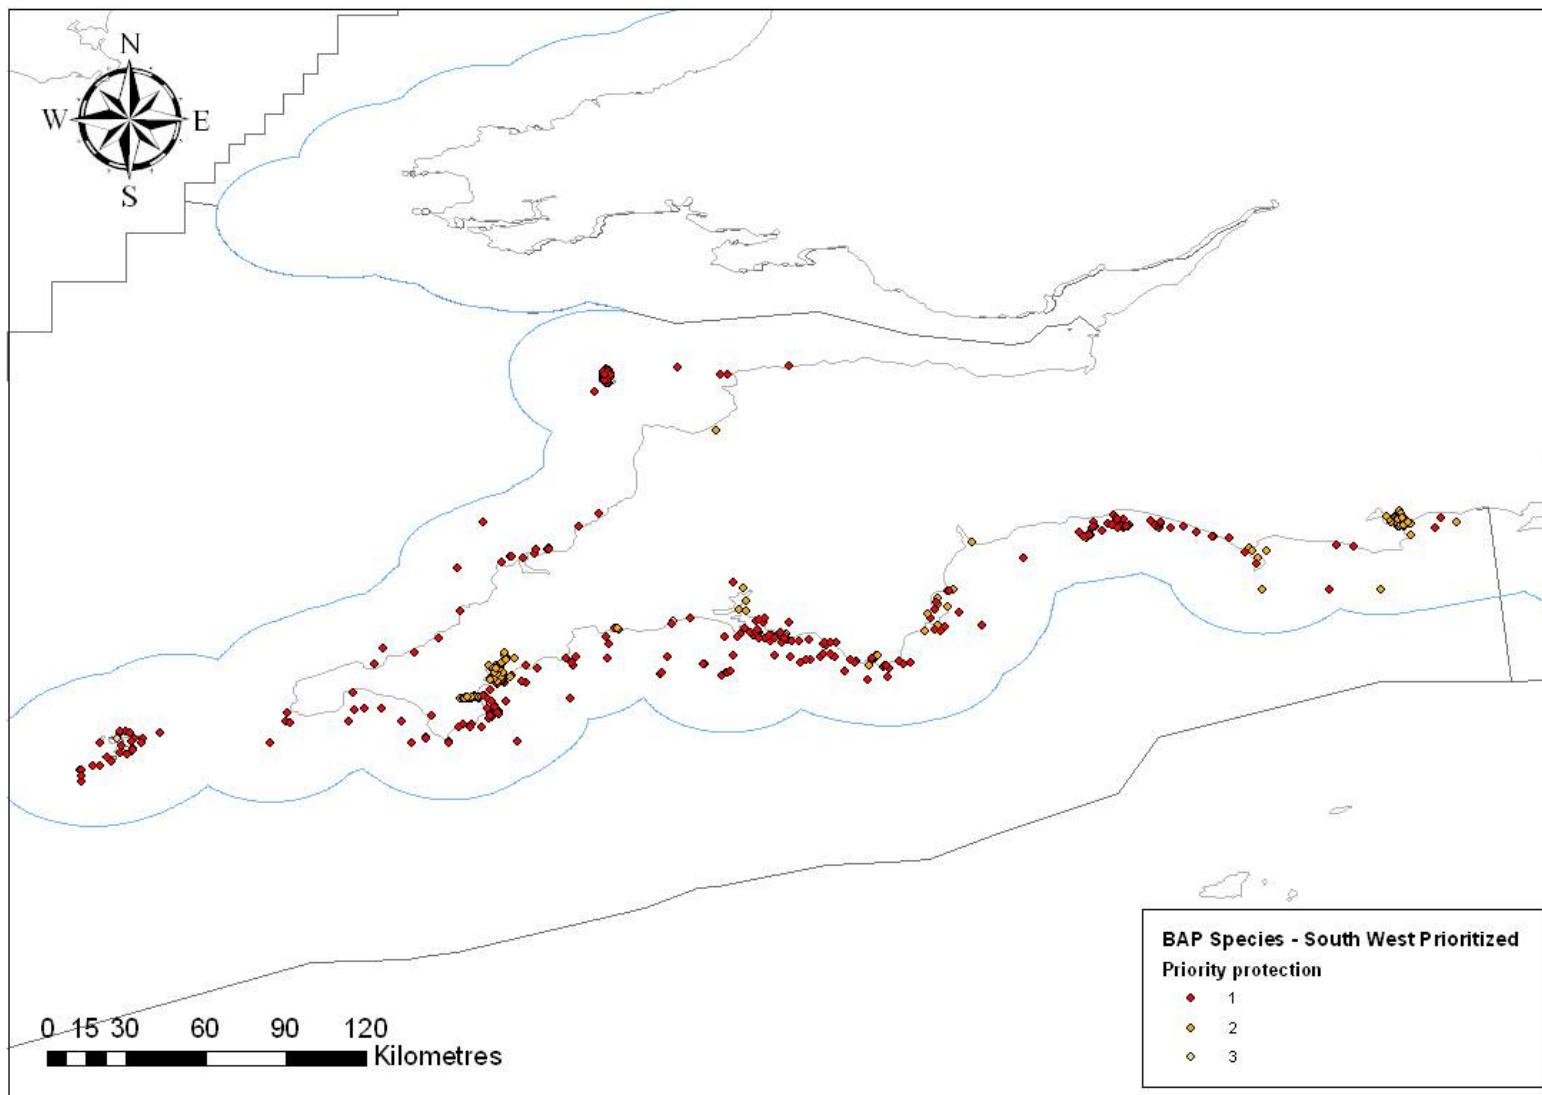 N
W E
S
BAP Species - South West Prioritized
Priority protection
1
2
3
0 15 30 60 90 120
Kilometres